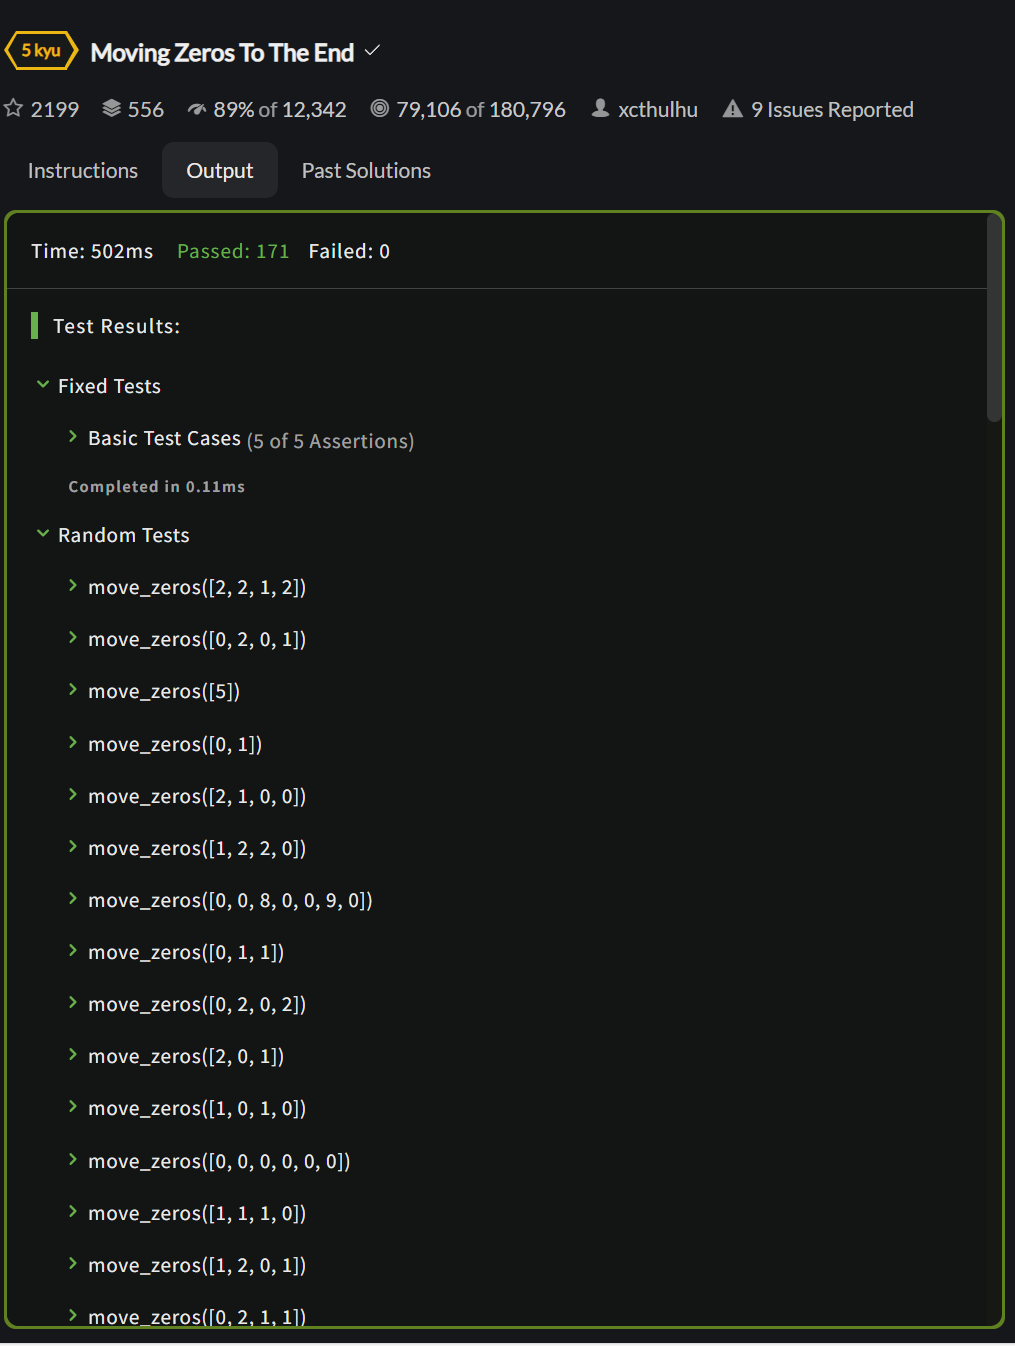 5 kyu Moving Zeros To The End
2199 556 89% of 12,342 79,106 of 180,796 xcthulhu 9 Issues Reported
Instructions Output Past Solutions
Time: 502ms Passed: 171 Failed: 0
Test Results:
Fixed Tests
Basic Test Cases (5 of 5 Assertions)
Completed in 0.11ms
Random Tests
move_zeros([2, 2, 1, 2])
move_zeros([0, 2, 0, 1])
move_zeros([5])
move_zeros([0, 1])
move_zeros([2, 1, 0, 0])
move_zeros([1, 2, 2, 0])
move_zeros([0, 0, 8, 0, 0, 9, 0])
move_zeros([0, 1, 1])
move_zeros([0, 2, 0, 2])
move_zeros([2, 0, 1])
move_zeros([1, 0, 1, 0])
move_zeros([0, 0, 0, 0, 0, 0])
move_zeros([1, 1, 1, 0])
move_zeros([1, 2, 0, 1])
move_zeros([0, 2, 1, 1])